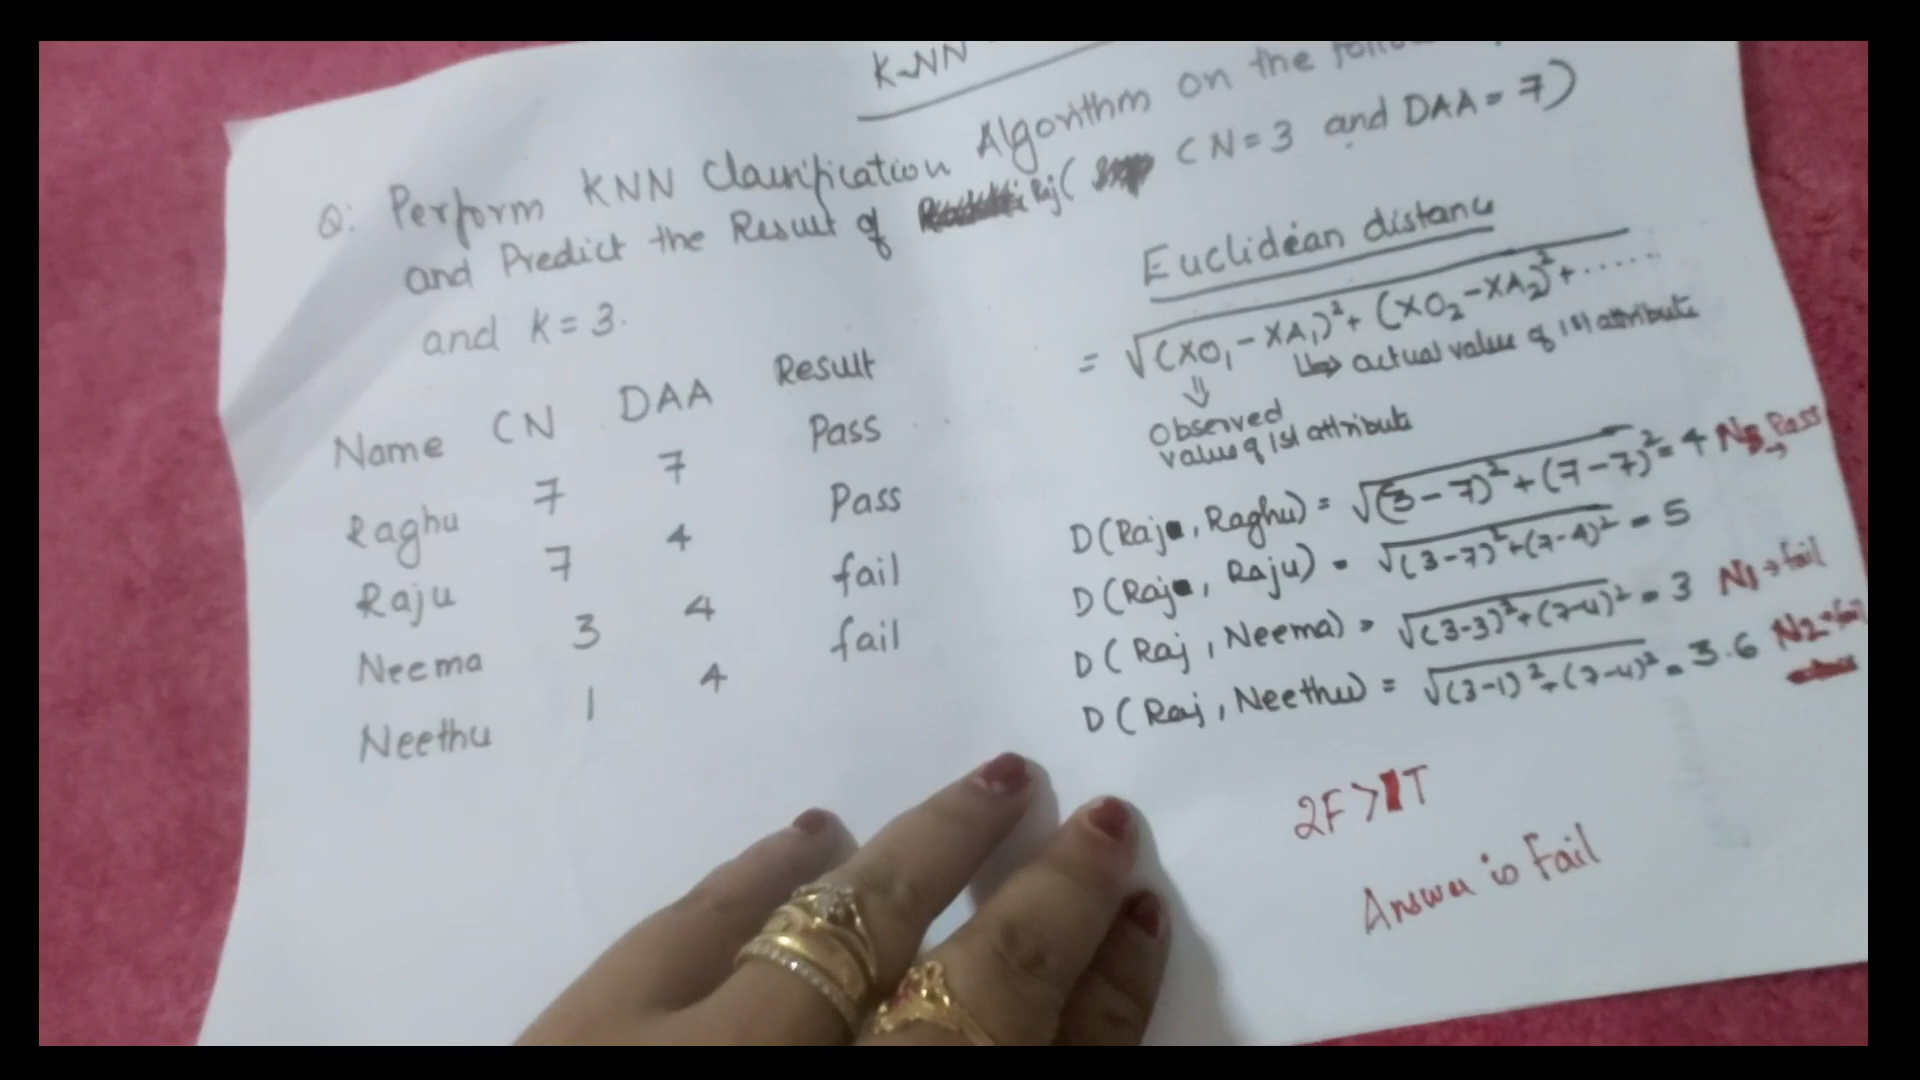 K-NN
Q: Perform KNN Classification Algorithm on the
and Predict the Result of Raj ( CN=3 and DAA=7)
and k=3.
Name CN DAA Result
Raghu 7 7 Pass
Raju 7 4 Pass
Neema 3 4 fail
Neethu 1 4 fail
Euclidean distance
= √(XO₁-XA₁)²+(XO₂-XA₂)²+......
↳ actual value of 1st attribute
⇓
Observed
value of 1st attribute
D(Raj, Raghu) = √(3-7)²+(7-7)² = 4 N3→Pass
D(Raj, Raju) = √(3-7)²+(7-4)² = 5
D(Raj, Neema) = √(3-3)²+(7-4)² = 3 N1→fail
D(Raj, Neethu) = √(3-1)²+(7-4)² = 3.6 N2→fail
2F>1T
Answer is Fail